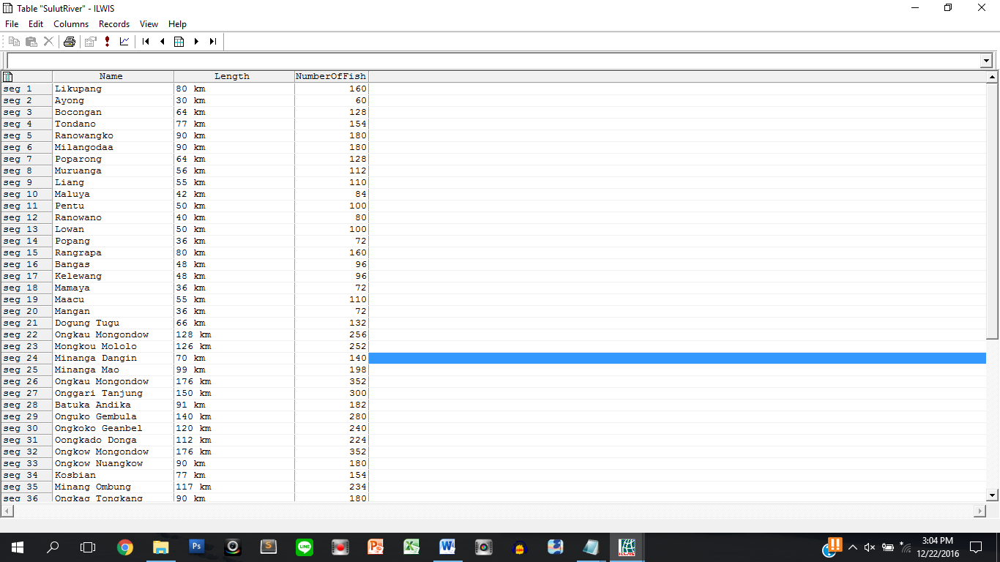 Table "SulutRiver" - ILWIS
File Edit Columns Records View Help
Name Length NumberOfFish
seg 1 Likupang 80 km 160
seg 2 Ayong 30 km 60
seg 3 Bocongan 64 km 128
seg 4 Tondano 77 km 154
seg 5 Ranowangko 90 km 180
seg 6 Milangodaa 90 km 180
seg 7 Poparong 64 km 128
seg 8 Muruanga 56 km 112
seg 9 Liang 55 km 110
seg 10 Maluya 42 km 84
seg 11 Pentu 50 km 100
seg 12 Ranowano 40 km 80
seg 13 Lowan 50 km 100
seg 14 Popang 36 km 72
seg 15 Rangrapa 80 km 160
seg 16 Bangas 48 km 96
seg 17 Kelewang 48 km 96
seg 18 Mamaya 36 km 72
seg 19 Maacu 55 km 110
seg 20 Mangan 36 km 72
seg 21 Dogung Tugu 66 km 132
seg 22 Ongkau Mongondow 128 km 256
seg 23 Mongkou Mololo 126 km 252
seg 24 Minanga Dangin 70 km 140
seg 25 Minanga Mao 99 km 198
seg 26 Ongkau Mongondow 176 km 352
seg 27 Onggari Tanjung 150 km 300
seg 28 Batuka Andika 91 km 182
seg 29 Onguko Gembula 140 km 280
seg 30 Ongkoko Geanbel 120 km 240
seg 31 Oongkado Donga 112 km 224
seg 32 Ongkow Mongondow 176 km 352
seg 33 Ongkow Nuangkow 90 km 180
seg 34 Kosbian 77 km 154
seg 35 Minang Ombung 117 km 234
seg 36 Ongkag Tongkang 90 km 180
Ps
S
LINE
ILWIS
3:04 PM
12/22/2016